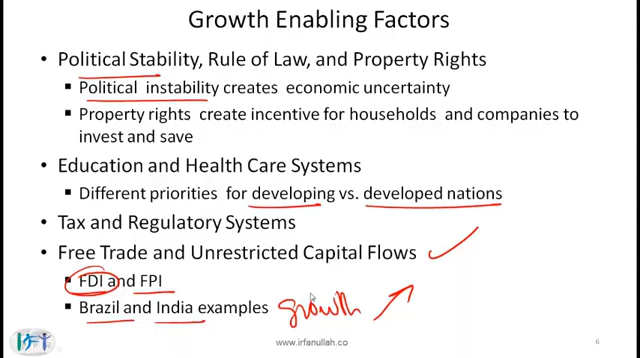 Growth Enabling Factors
• Political Stability, Rule of Law, and Property Rights
▪ Political instability creates economic uncertainty
▪ Property rights create incentive for households and companies to
invest and save
• Education and Health Care Systems
▪ Different priorities for developing vs. developed nations
• Tax and Regulatory Systems
• Free Trade and Unrestricted Capital Flows
▪ FDI and FPI
▪ Brazil and India examples growth
www.irfanullah.co
6